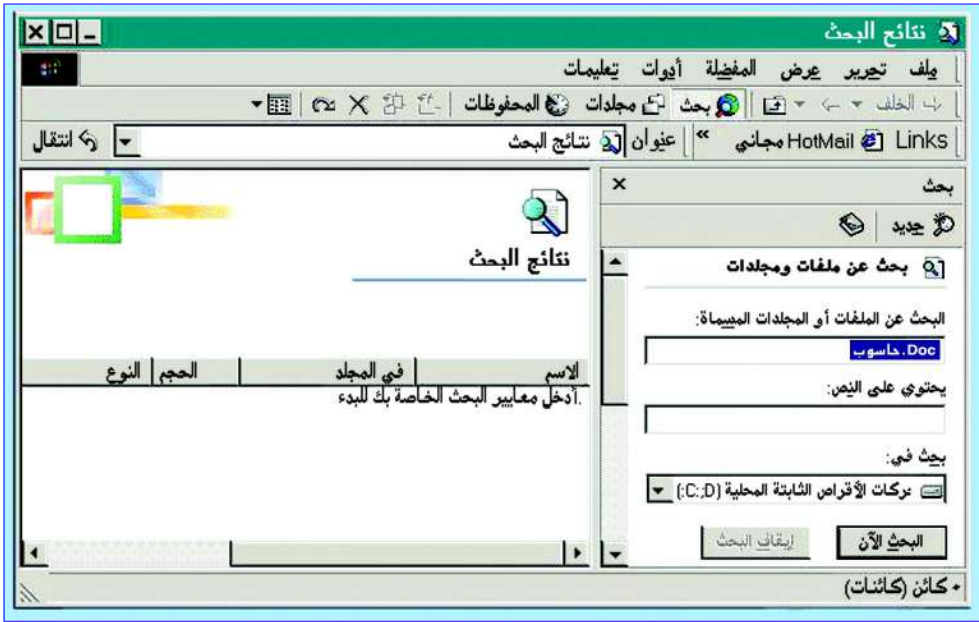 نتائج البحث
ملف تحرير عرض المفضلة أدوات تعليمات
الخلف بحث مجلدات المحفوظات
Links HotMail مجاني » عنوان نتائج البحث انتقال
بحث
جديد
بحث عن ملفات ومجلدات
البحث عن الملفات أو المجلدات المسماة:
Doc.حاسوب
يحتوي على النص:
بحث في:
محركات الأقراص الثابتة المحلية (C:;D:)
البحث الآن إيقاف البحث
نتائج البحث
الاسم في المجلد الحجم النوع
أدخل معايير البحث الخاصة بك للبدء.
٠ كائن (كائنات)